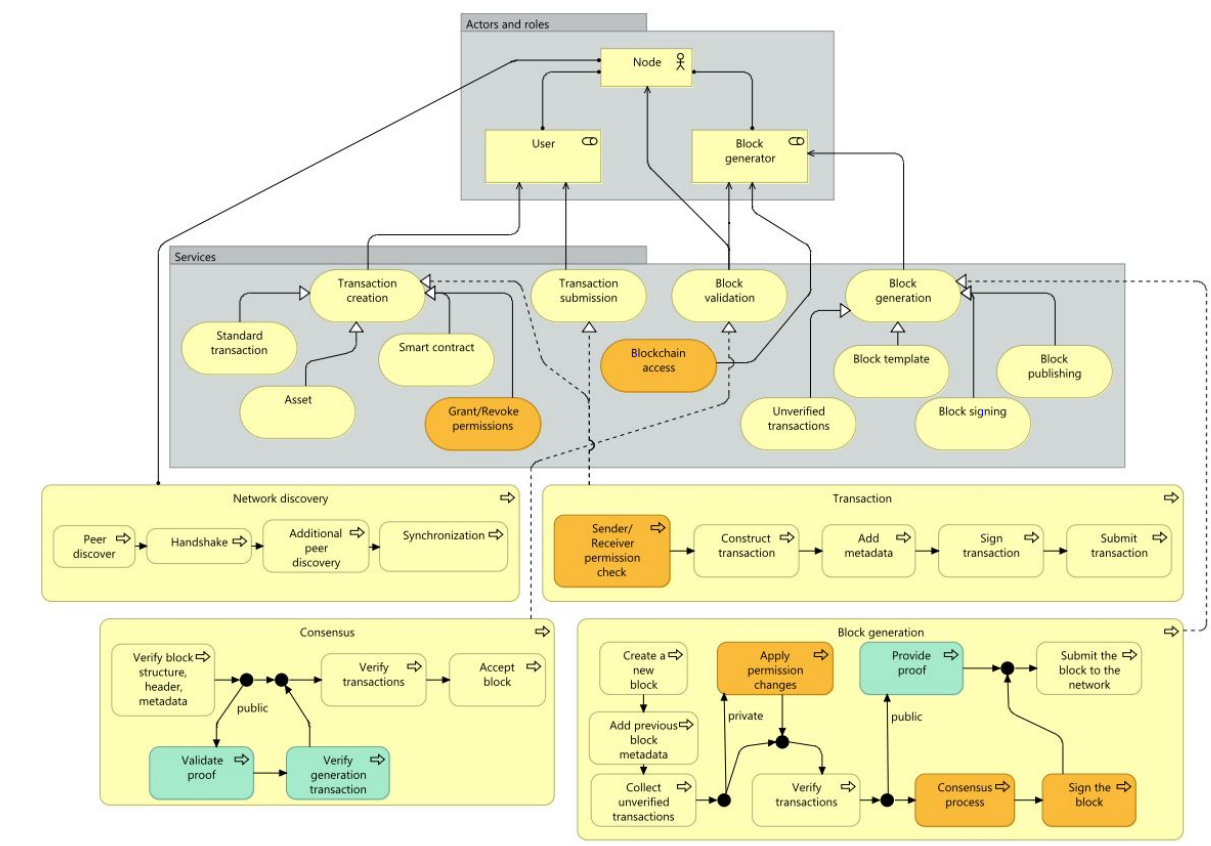 Actors and roles
Node
User
Block
generator
Services
Transaction
creation
Transaction
submission
Block
validation
Block
generation
Standard
transaction
Smart contract
Blockchain
access
Block template
Block
publishing
Asset
Grant/Revoke
permissions
Unverified
transactions
Block signing
Network discovery
Peer
discover
Handshake
Additional
peer
discovery
Synchronization
Transaction
Sender/
Receiver
permission
check
Construct
transaction
Add
metadata
Sign
transaction
Submit
transaction
Consensus
Verify block
structure,
header,
metadata
public
Verify
transactions
Accept
block
Validate
proof
Verify
generation
transaction
Block generation
Create a
new
block
Apply
permission
changes
Provide
proof
Submit the
block to the
network
Add previous
block
metadata
private
public
Collect
unverified
transactions
Verify
transactions
Consensus
process
Sign the
block